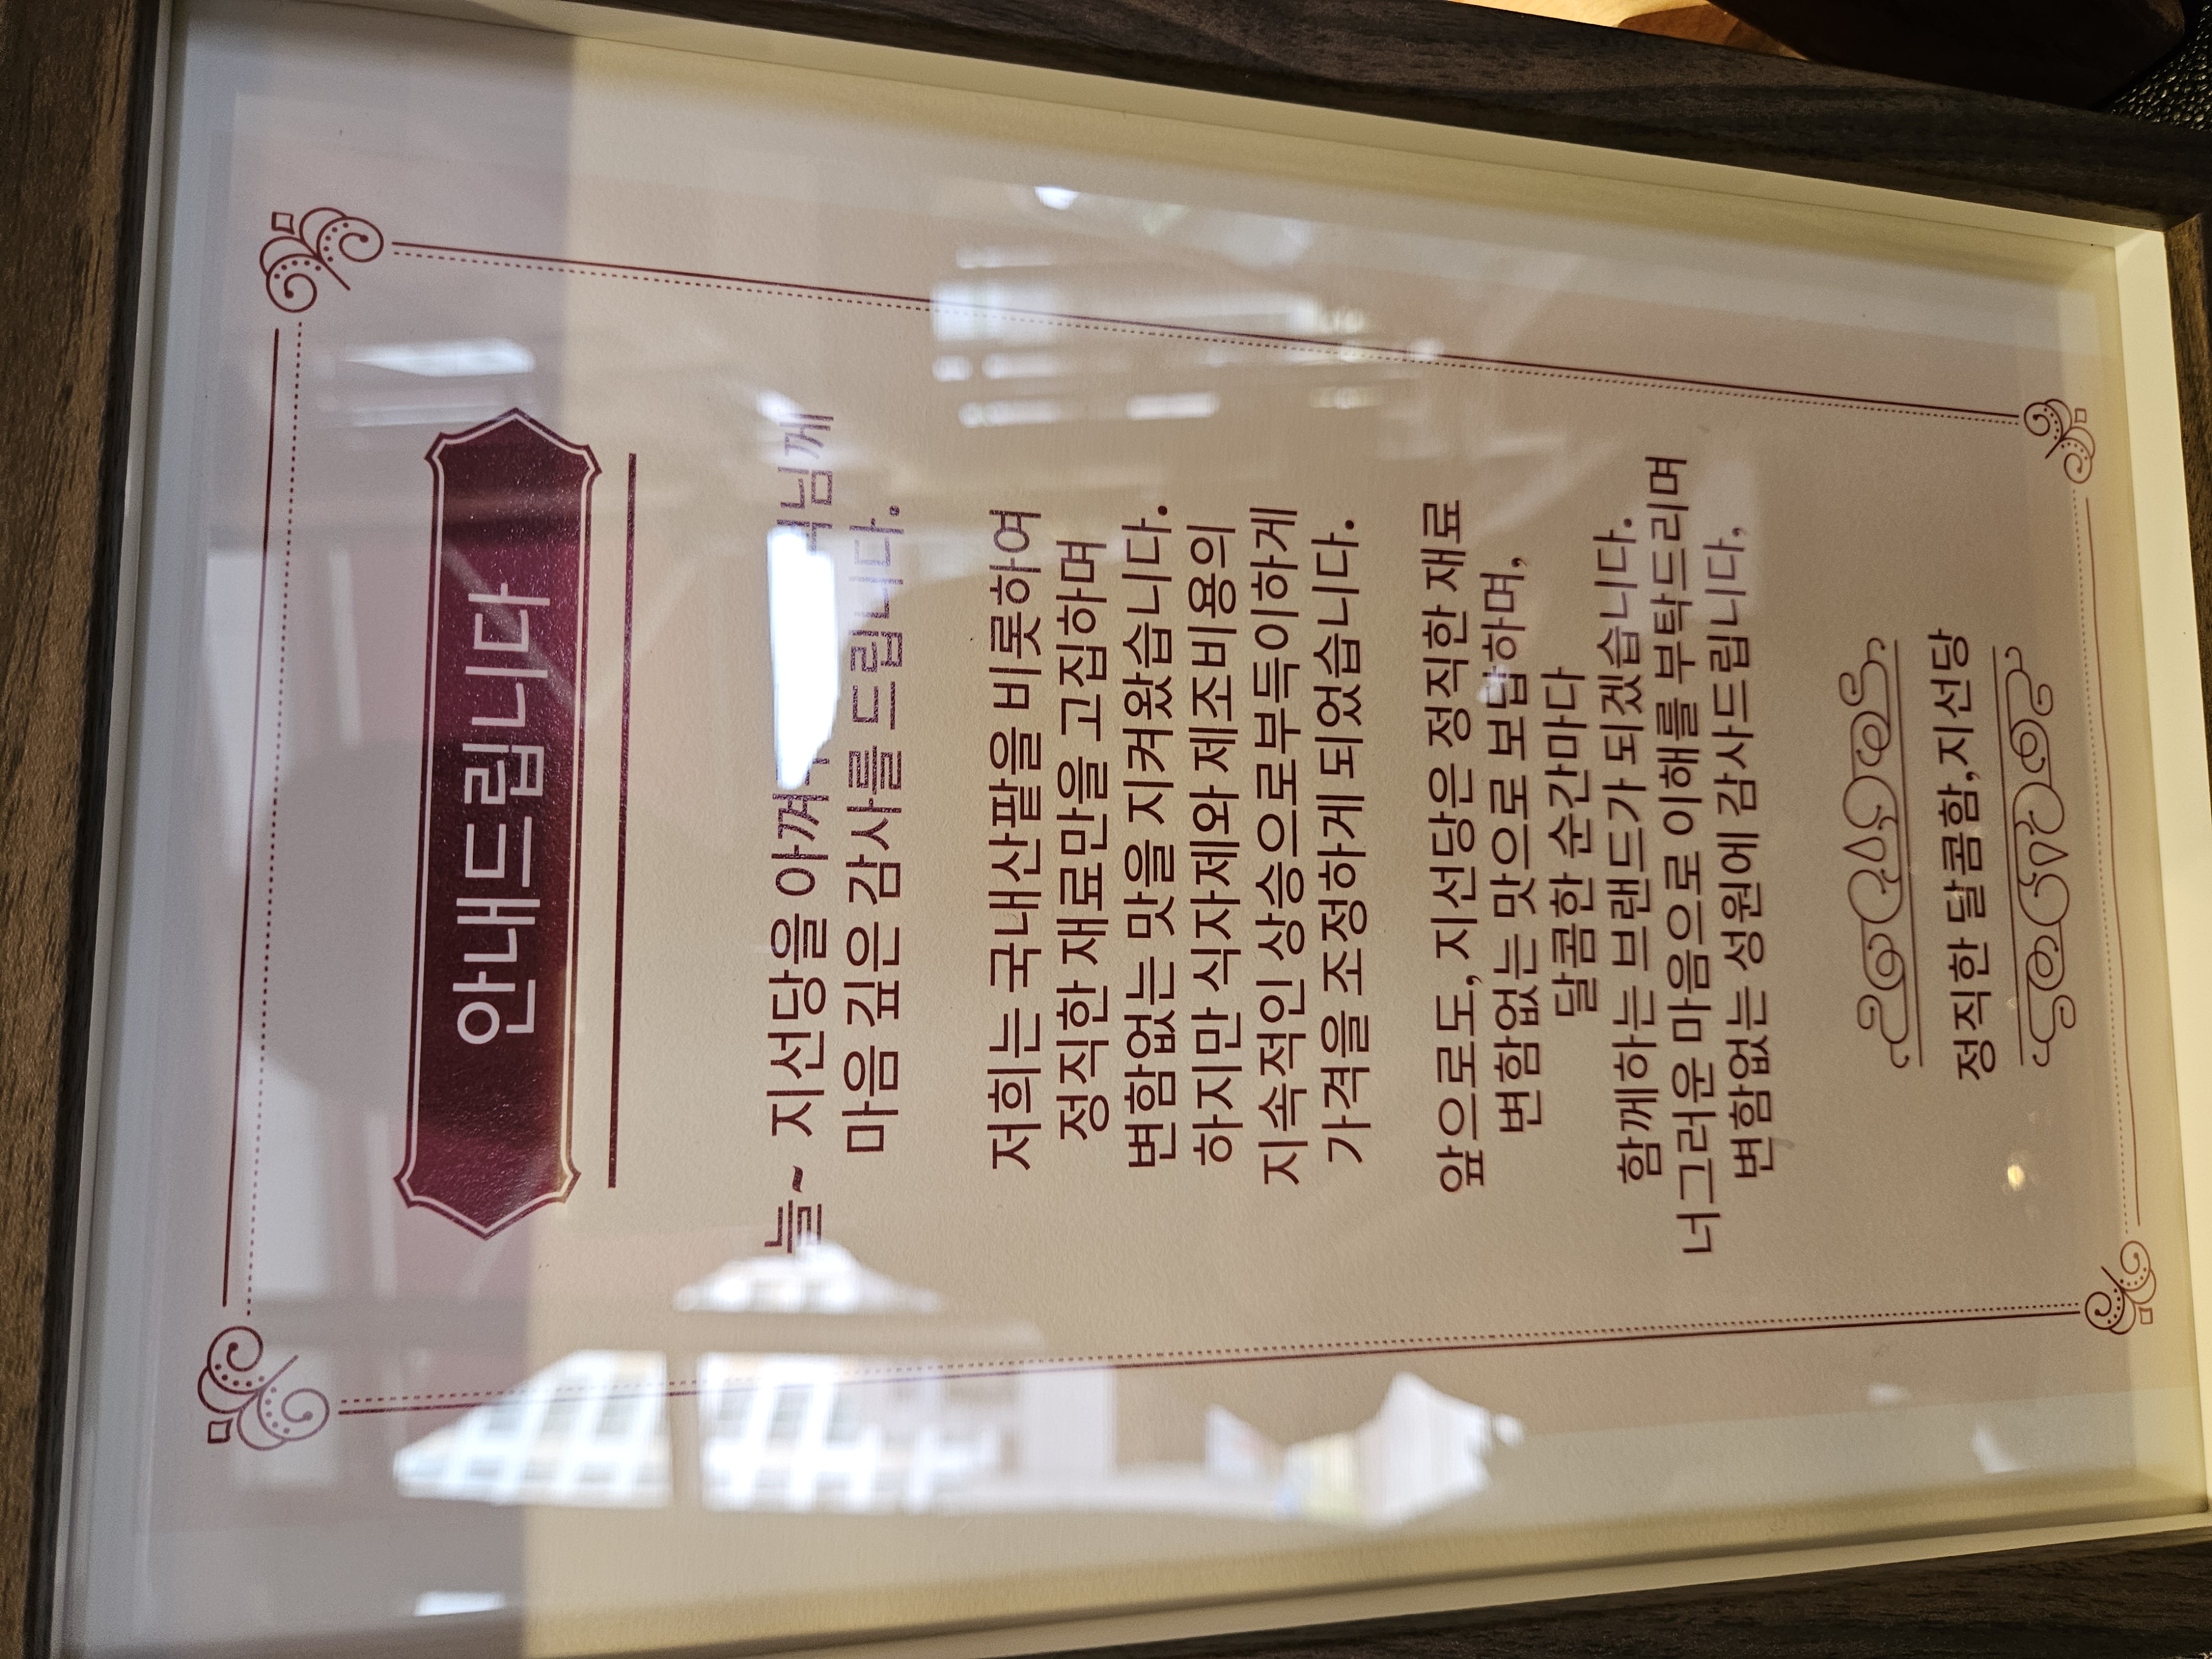 안내드립니다
늘~ 지선당을 아껴
마음 깊은 감사를 드립니다.
저희는 국내산팥을 비롯하여
정직한 재료만을 고집하며
변함없는 맛을 지켜왔습니다.
하지만 식자제와 제조비용의
지속적인 상승으로부득이하게
가격을 조정하게 되었습니다.
앞으로도, 지선당은 정직한 재료
변함없는 맛으로 보답하며,
달콤한 순간마다
함께하는 브랜드가 되겠습니다.
너그러운 마음으로 이해를 부탁드리며
변함없는 성원에 감사드립니다,
정직한 달콤함,지선당